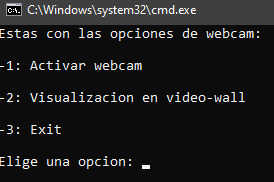 C:\Windows\system32\cmd.exe
Estas con las opciones de webcam:
-1: Activar webcam
-2: Visualizacion en video-wall
-3: Exit
Elige una opcion: